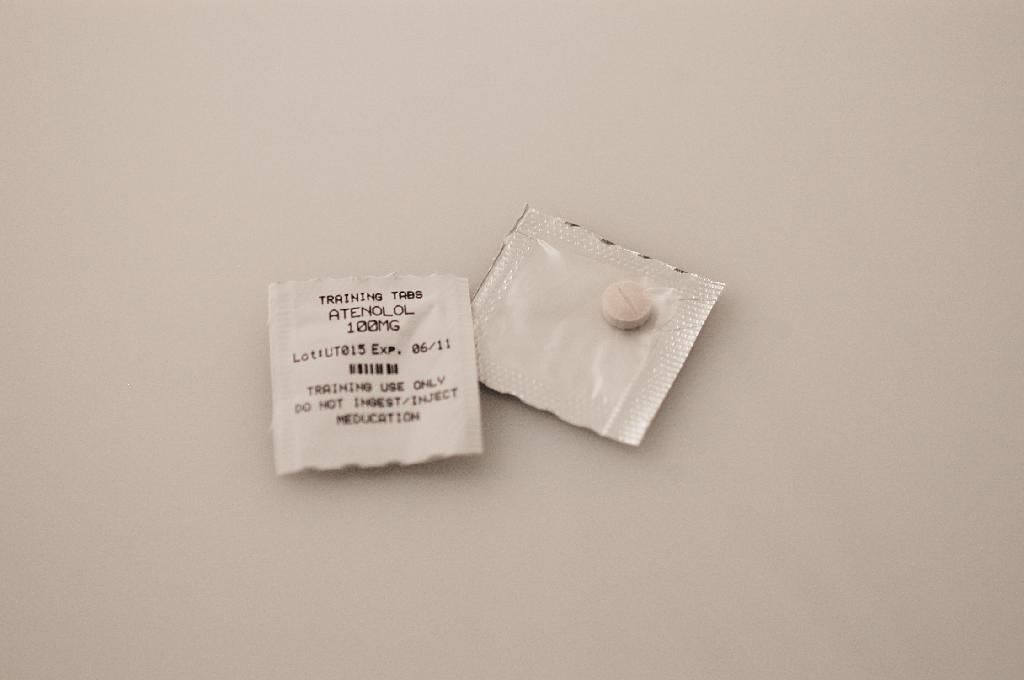 TRAINING TABS
ATENOLOL
100MG
Lot:UT015 Exp. 06/11
TRAINING USE ONLY
DO NOT INGEST/INJECT
MEDUCATION